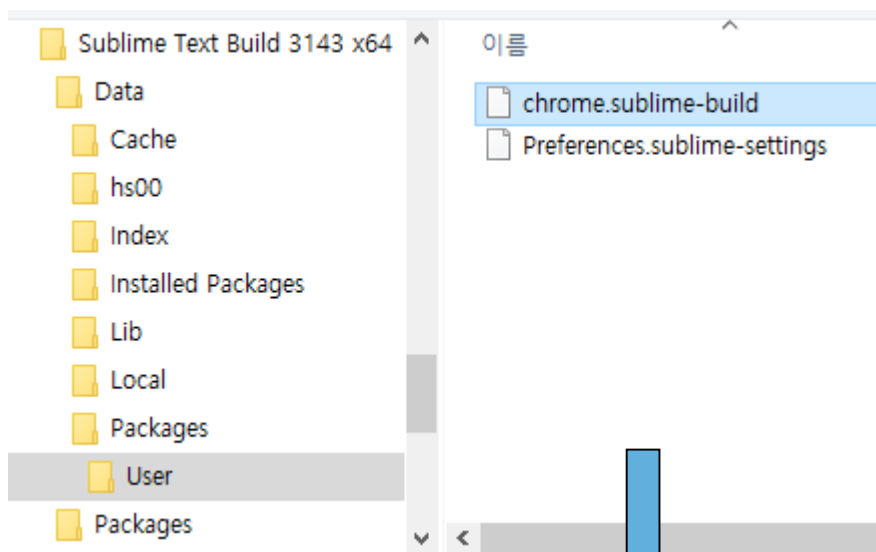 Sublime Text Build 3143 x64
Data
Cache
hs00
Index
Installed Packages
Lib
Local
Packages
User
Packages
이름
chrome.sublime-build
Preferences.sublime-settings